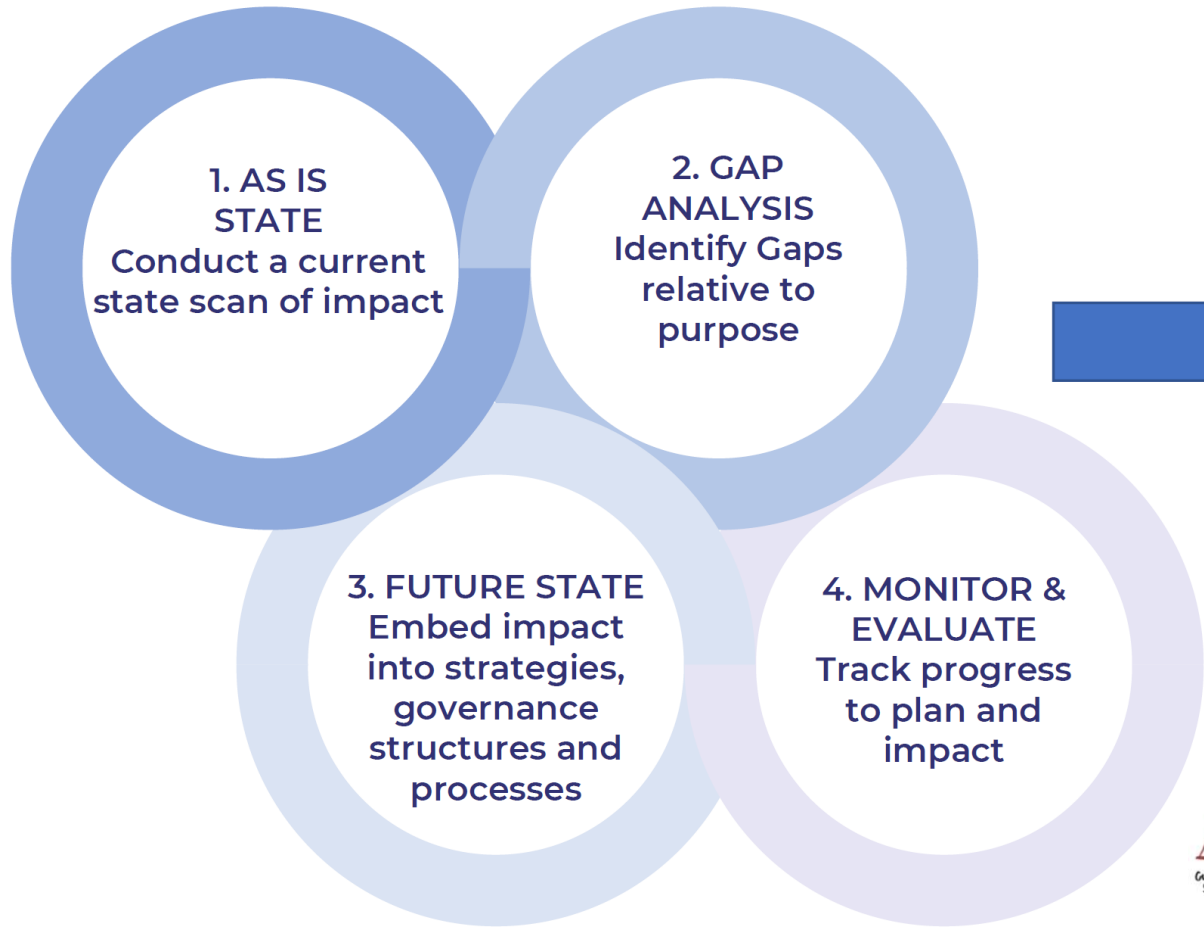 1. AS IS
STATE
Conduct a current
state scan of impact
2. GAP
ANALYSIS
Identify Gaps
relative to
purpose
3. FUTURE STATE
Embed impact
into strategies,
governance
structures and
processes
4. MONITOR &
EVALUATE
Track progress
to plan and
impact